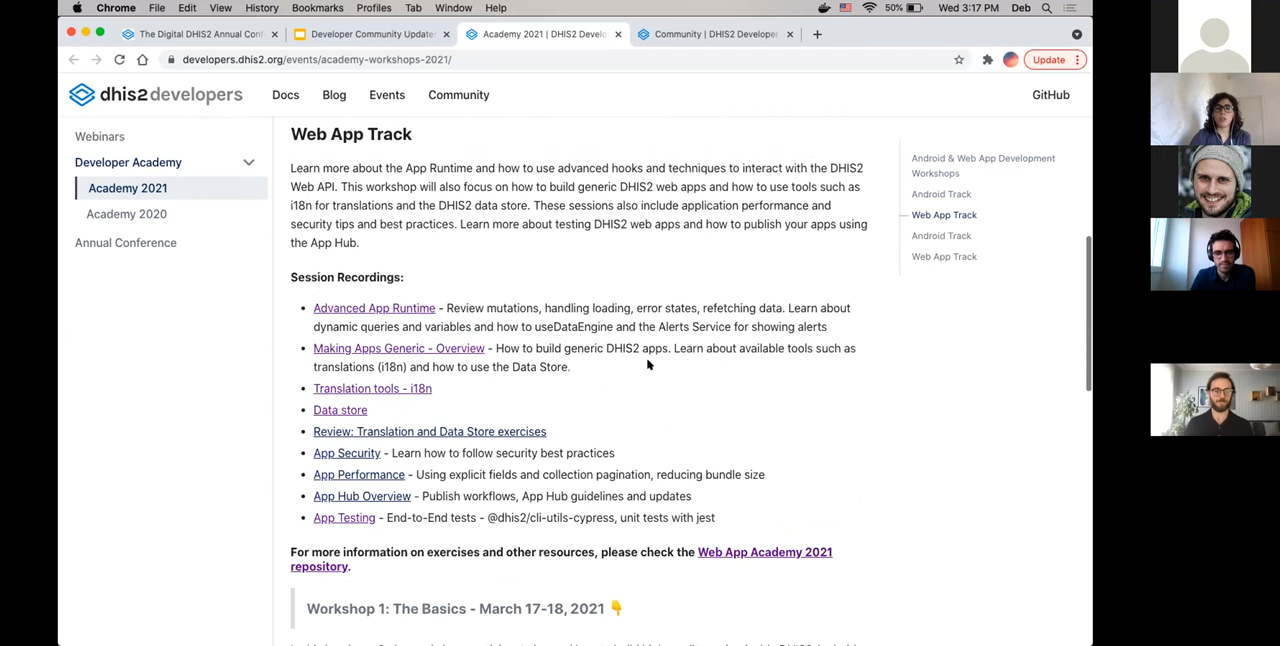 Chrome File Edit View History Bookmarks Profiles Tab Window Help 50% Wed 3:17 PM Deb
The Digital DHIS2 Annual Conf Developer Community Update Academy 2021 | DHIS2 Develo Community | DHIS2 Developer
developers.dhis2.org/events/academy-workshops-2021/ Update
dhis2developers Docs Blog Events Community GitHub
Webinars
Developer Academy
Academy 2021
Academy 2020
Annual Conference
Web App Track
Learn more about the App Runtime and how to use advanced hooks and techniques to interact with the DHIS2
Web API. This workshop will also focus on how to build generic DHIS2 web apps and how to use tools such as
i18n for translations and the DHIS2 data store. These sessions also include application performance and
security tips and best practices. Learn more about testing DHIS2 web apps and how to publish your apps using
the App Hub.
Session Recordings:
• Advanced App Runtime - Review mutations, handling loading, error states, refetching data. Learn about
dynamic queries and variables and how to useDataEngine and the Alerts Service for showing alerts
• Making Apps Generic - Overview - How to build generic DHIS2 apps. Learn about available tools such as
translations (i18n) and how to use the Data Store.
• Translation tools - i18n
• Data store
• Review: Translation and Data Store exercises
• App Security - Learn how to follow security best practices
• App Performance - Using explicit fields and collection pagination, reducing bundle size
• App Hub Overview - Publish workflows, App Hub guidelines and updates
• App Testing - End-to-End tests - @dhis2/cli-utils-cypress, unit tests with jest
For more information on exercises and other resources, please check the Web App Academy 2021
repository.
Workshop 1: The Basics - March 17-18, 2021 👇
Android & Web App Development
Workshops
Android Track
Web App Track
Android Track
Web App Track